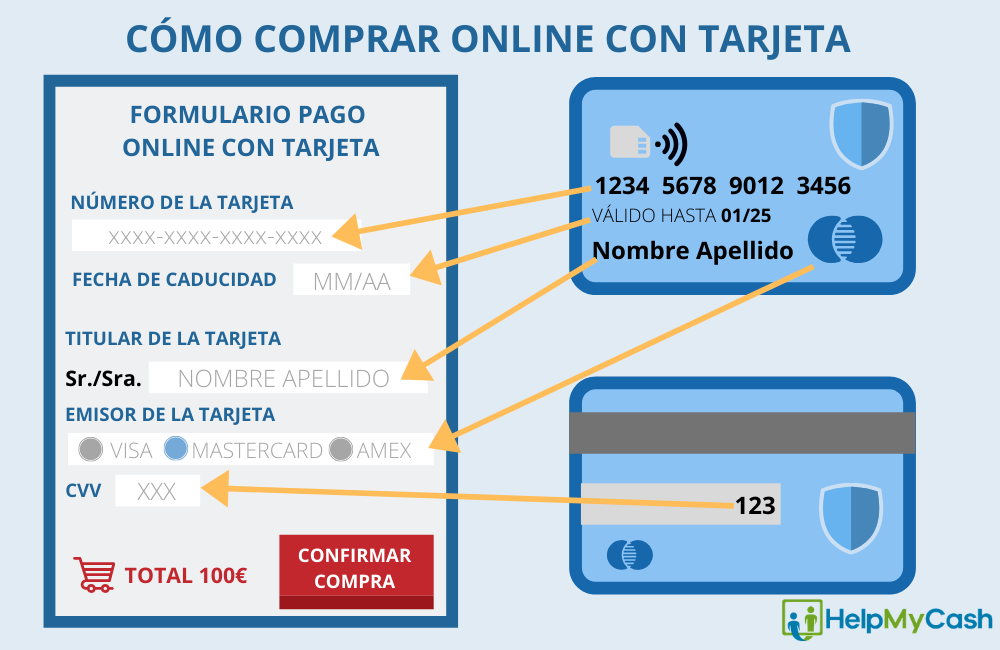 CÓMO COMPRAR ONLINE CON TARJETA
FORMULARIO PAGO
ONLINE CON TARJETA
NÚMERO DE LA TARJETA
XXXX-XXXX-XXXX-XXXX
FECHA DE CADUCIDAD MM/AA
TITULAR DE LA TARJETA
Sr./Sra. NOMBRE APELLIDO
EMISOR DE LA TARJETA
VISA MASTERCARD AMEX
CVV XXX
TOTAL 100€
CONFIRMAR
COMPRA
1234 5678 9012 3456
VÁLIDO HASTA 01/25
Nombre Apellido
123
HelpMyCash